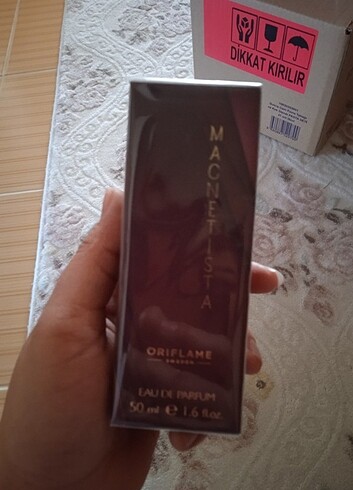 DİKKAT KIRILIR
MAGNETISTA
ORIFLAME
SWEDEN
EAU DE PARFUM
50 ml e 1.6 fl.oz.